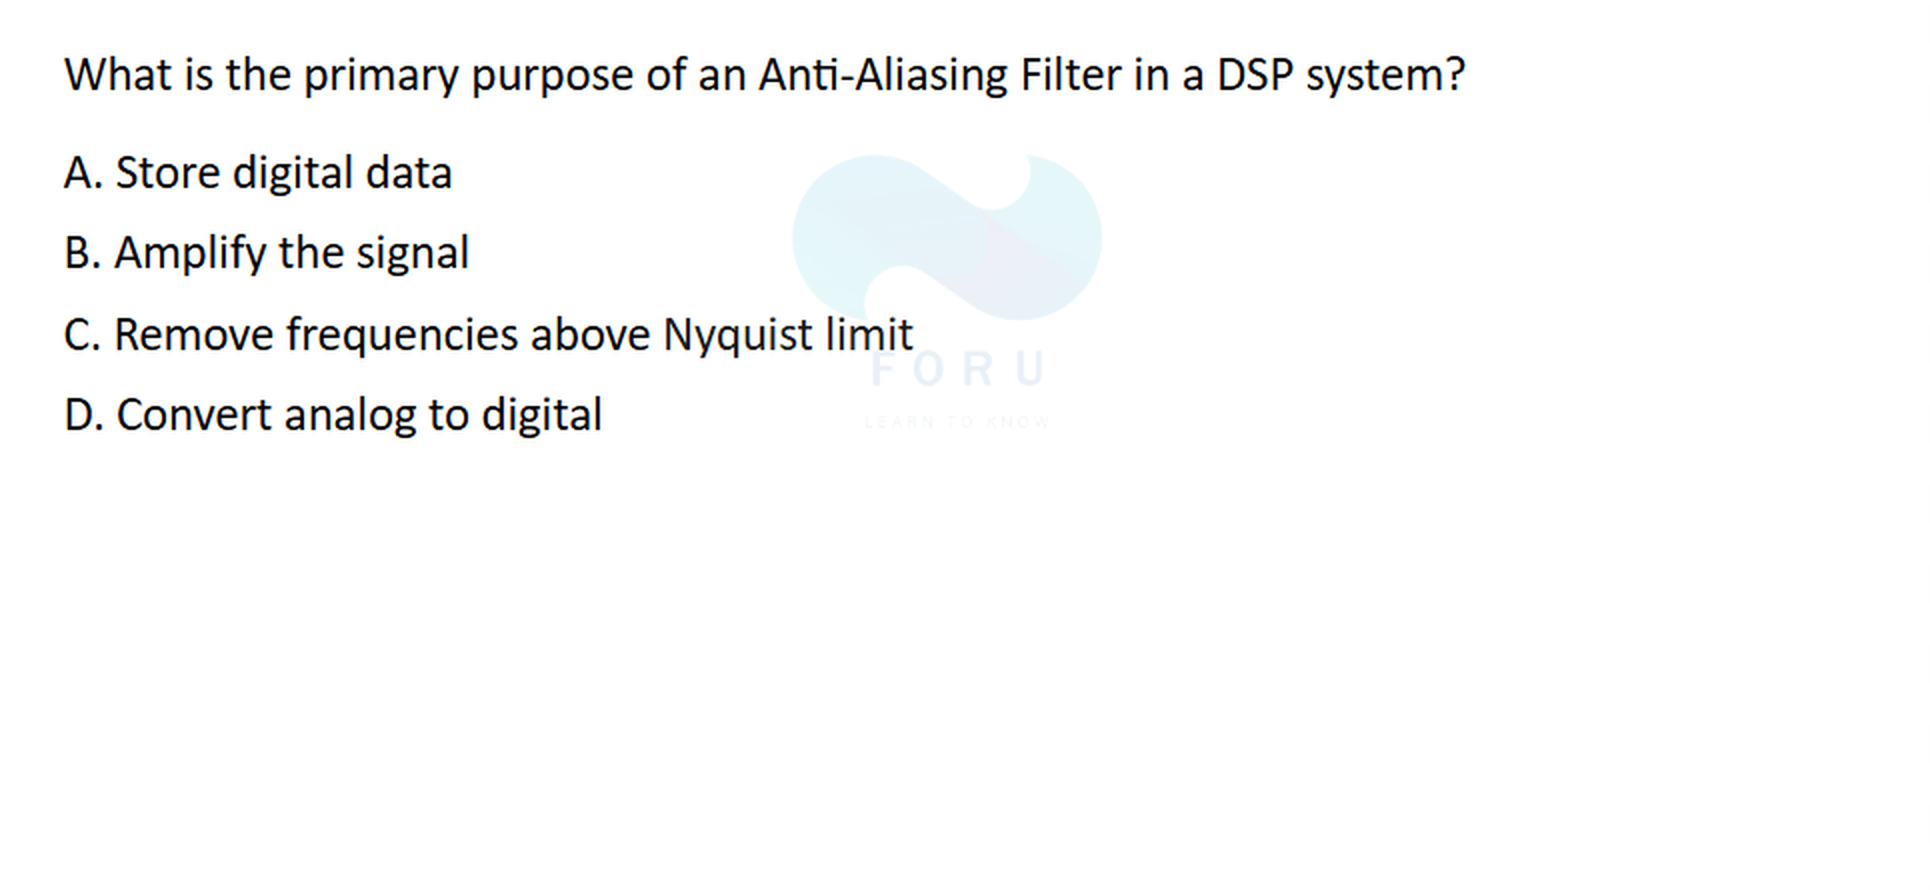 What is the primary purpose of an Anti-Aliasing Filter in a DSP system?
A. Store digital data
B. Amplify the signal
C. Remove frequencies above Nyquist limit
D. Convert analog to digital
FORU
LEARN TO KNOW